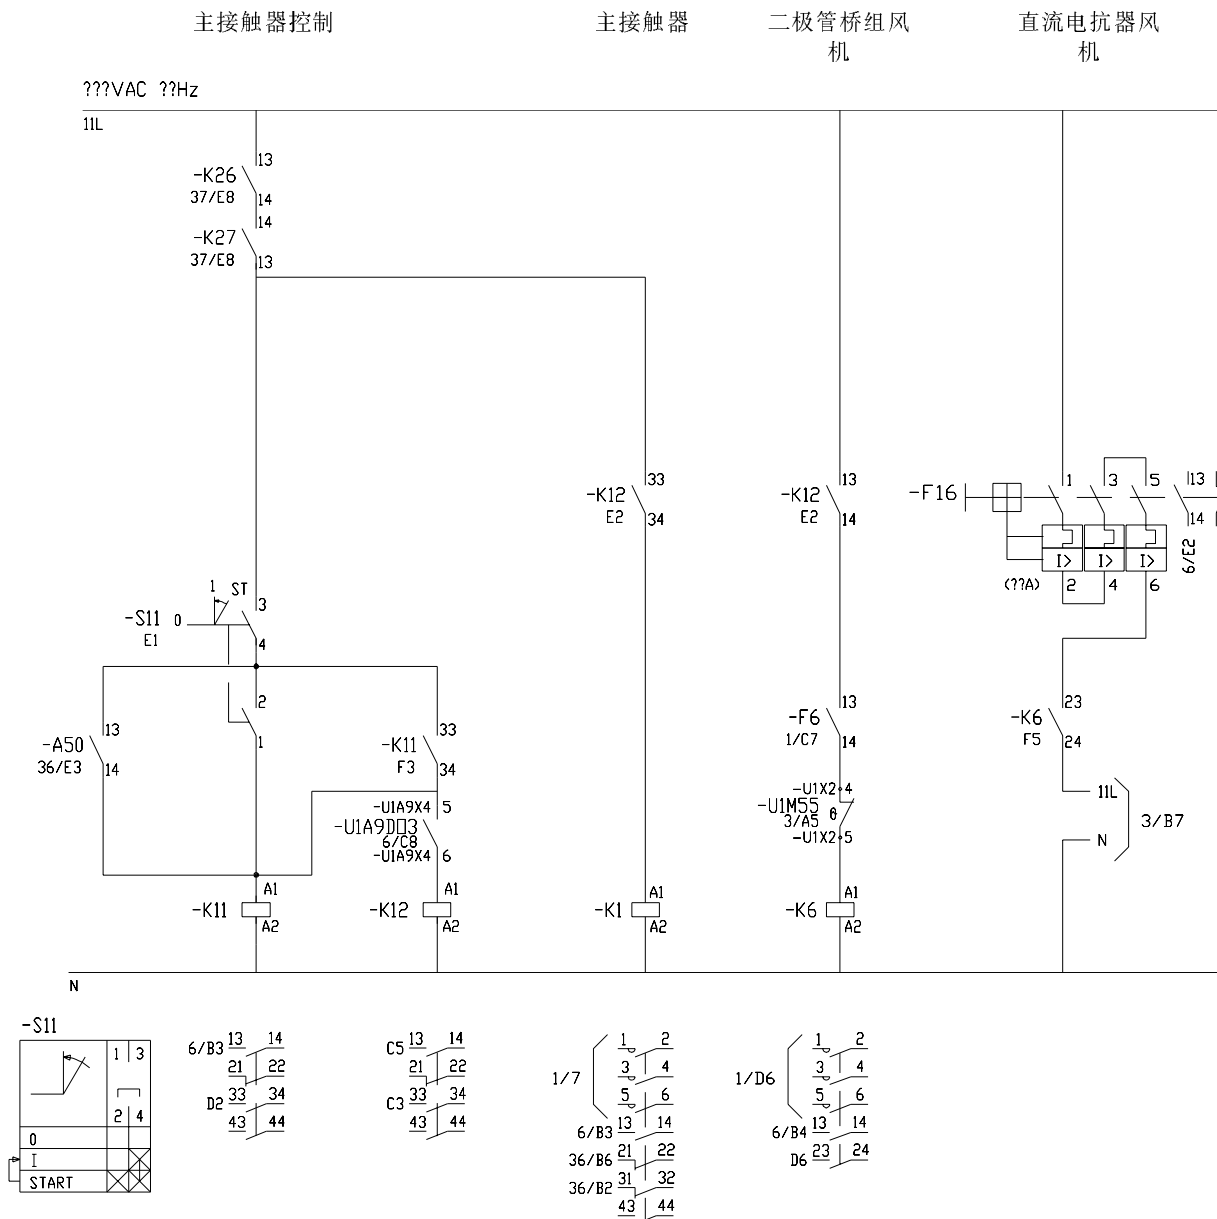 主接触器控制
主接触器
二极管桥组风
机
直流电抗器风
机
???VAC ??Hz
11L
13
-K26
37/E8
14
14
-K27
37/E8
13
33
-K12
E2
34
13
-K12
E2
14
-F16
1
3
5
13
14
I>
I>
I>
6/E2
(??A)
2
4
6
1
ST
3
-S11
0
E1
4
2
1
13
-A50
36/E3
14
33
-K11
F3
34
-U1A9X4
5
-U1A9DO3
6/C8
-U1A9X4
6
13
-F6
1/C7
14
-U1X2
4
-U1M55
3/A5
θ
-U1X2
5
23
-K6
F5
24
11L
3/B7
N
A1
-K11
A2
A1
-K12
A2
A1
-K1
A2
A1
-K6
A2
N
-S11
1 3
2 4
0
I
START
6/B3 13 14
21 22
D2 33 34
43 44
C5 13 14
21 22
C3 33 34
43 44
1/7
1 2
3 4
5 6
6/B3 13 14
36/B6 21 22
36/B2 31 32
43 44
1/D6
1 2
3 4
5 6
6/B4 13 14
D6 23 24